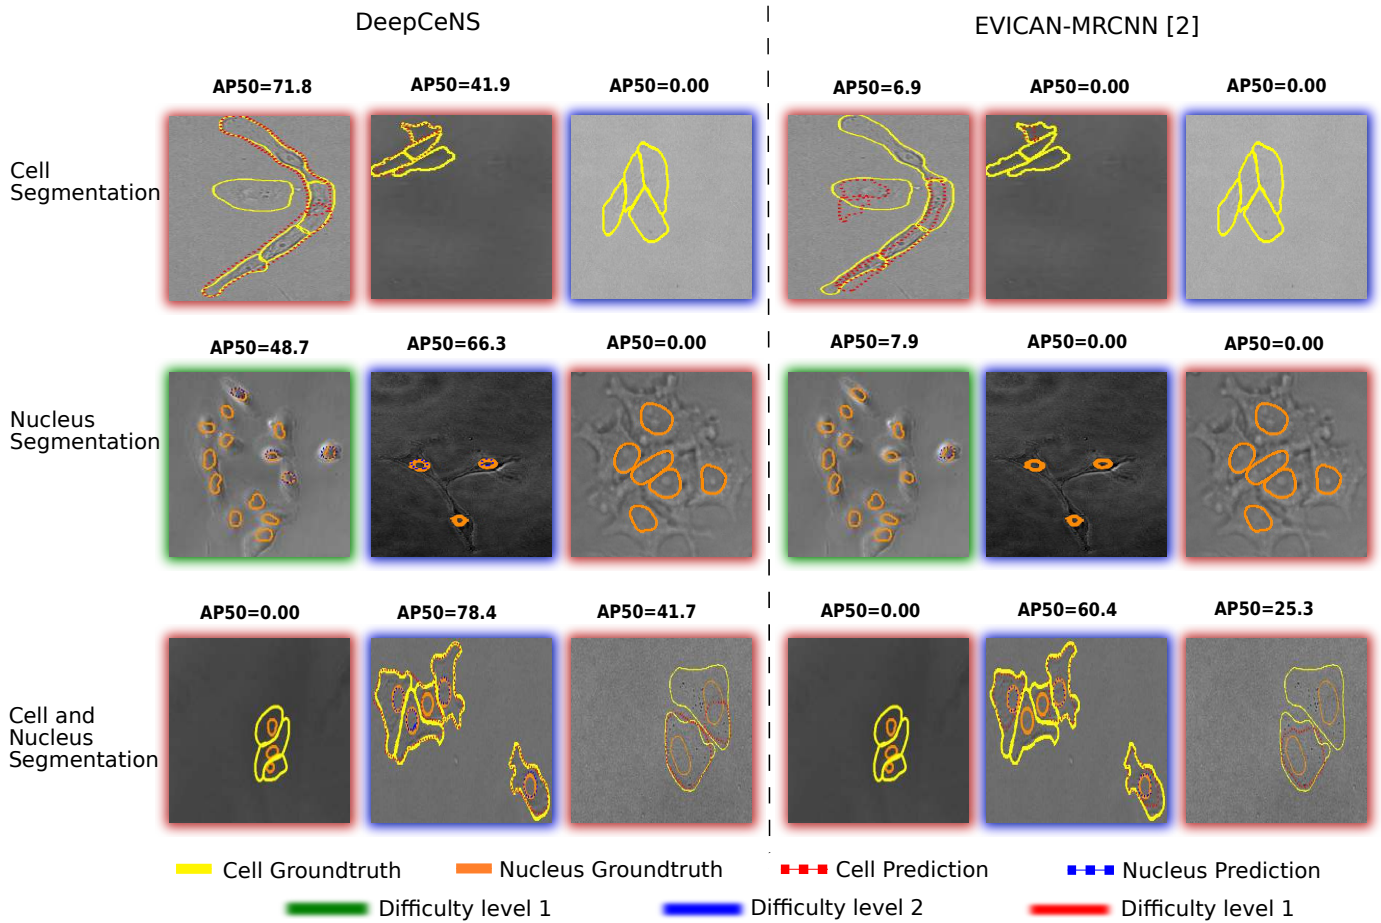 DeepCeNS
EVICAN-MRCNN [2]
AP50=71.8
AP50=41.9
AP50=0.00
AP50=6.9
AP50=0.00
AP50=0.00
Cell
Segmentation
AP50=48.7
AP50=66.3
AP50=0.00
AP50=7.9
AP50=0.00
AP50=0.00
Nucleus
Segmentation
AP50=0.00
AP50=78.4
AP50=41.7
AP50=0.00
AP50=60.4
AP50=25.3
Cell and
Nucleus
Segmentation
Cell Groundtruth
Nucleus Groundtruth
Cell Prediction
Nucleus Prediction
Difficulty level 1
Difficulty level 2
Difficulty level 1